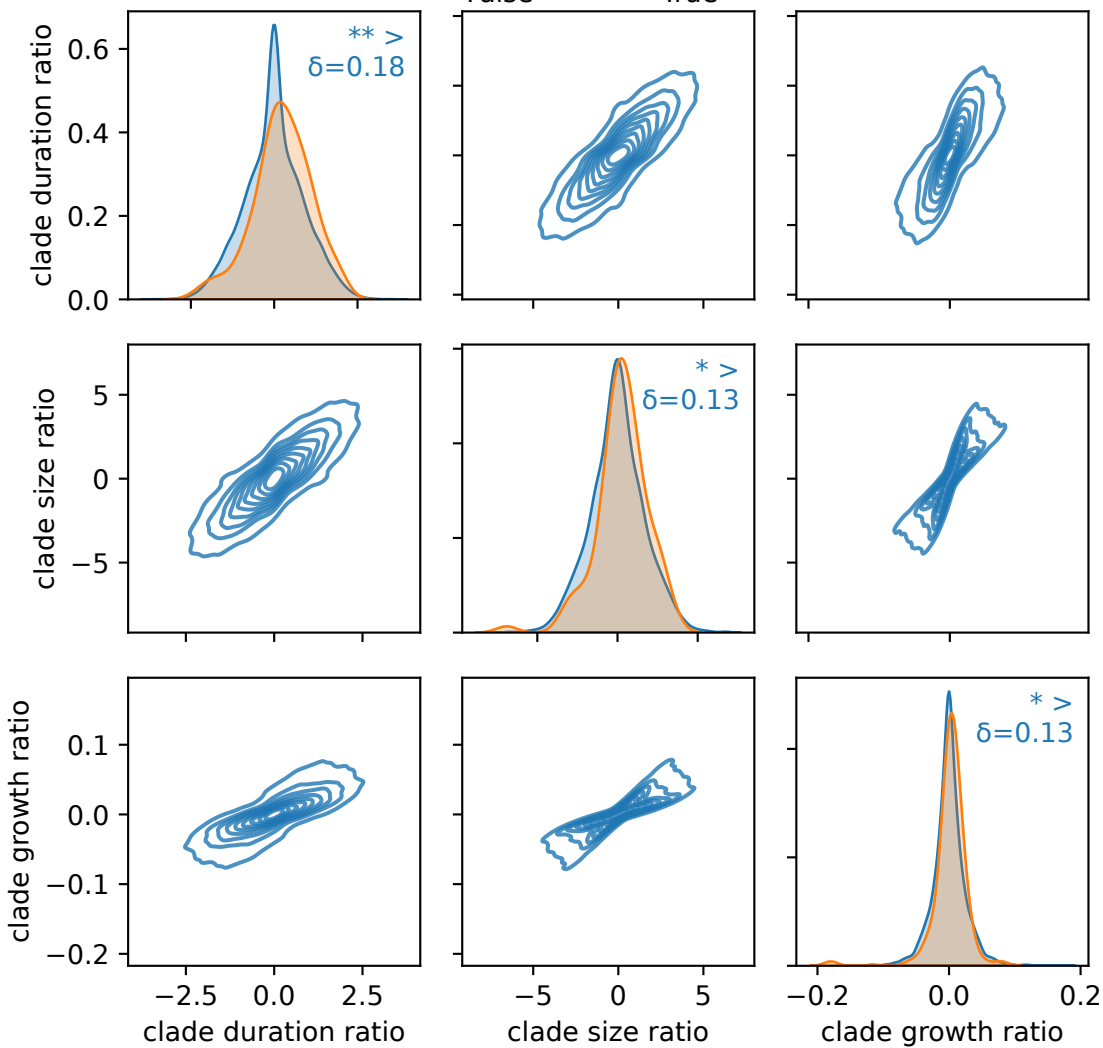 True
clade duration ratio
0.6
0.4
0.2
0.0
** >
δ=0.18
clade size ratio
5
0
−5
* >
δ=0.13
clade growth ratio
0.1
0.0
−0.1
−0.2
* >
δ=0.13
−2.5 0.0 2.5
−5 0 5
−0.2 0.0 0.2
clade duration ratio
clade size ratio
clade growth ratio